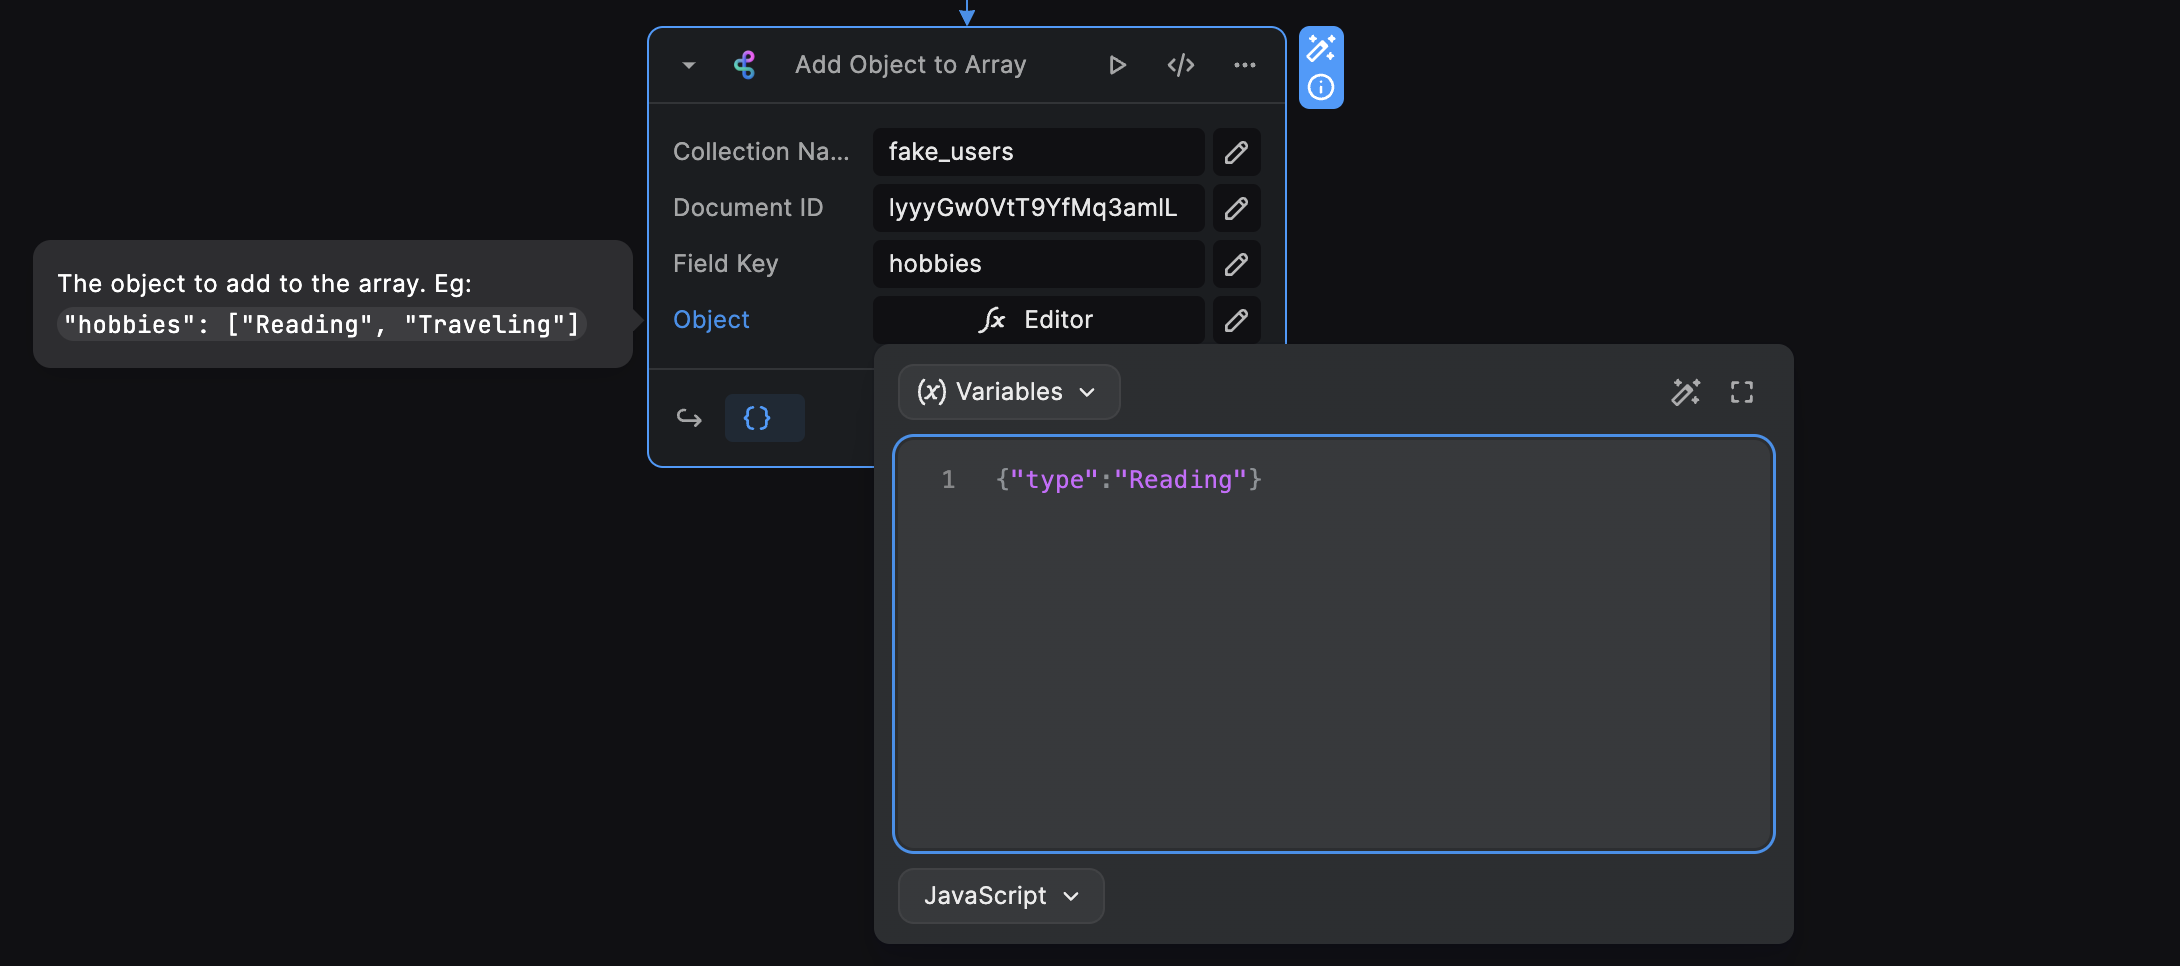 Add Object to Array
Collection Na...
fake_users
Document ID
lyyyGw0VtT9YfMq3amlL
Field Key
hobbies
Object
Editor
The object to add to the array. Eg:
"hobbies": ["Reading", "Traveling"]
{}
(x) Variables
1 {"type":"Reading"}
JavaScript